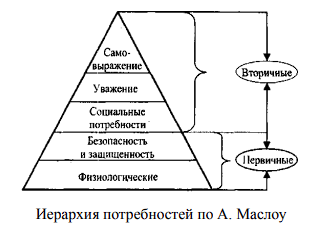 Само-
выражение
Уважение
Социальные
потребности
Безопасность
и защищенность
Физиологические
Вторичные
Первичные
Иерархия потребностей по А. Маслоу